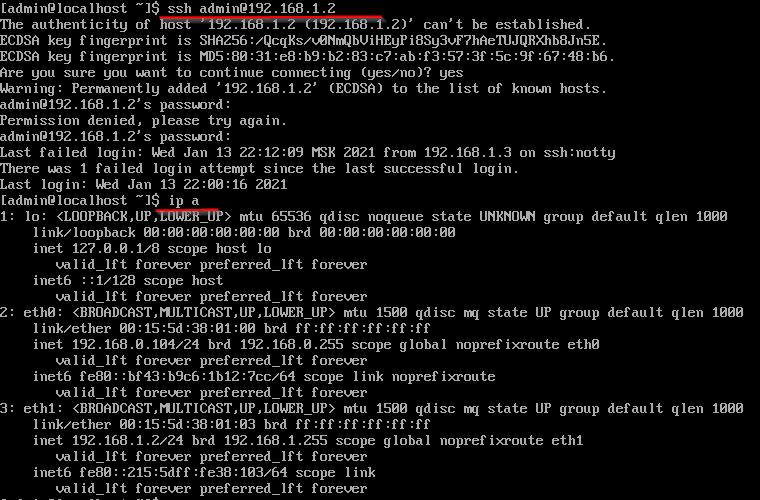 [admin@localhost ~]$ ssh admin@192.168.1.2
The authenticity of host '192.168.1.2 (192.168.1.2)' can't be established.
ECDSA key fingerprint is SHA256:/QcqKs/v0NmQbViHEyPi8Sy3vF7hAeTUJQRXhb8Jn5E.
ECDSA key fingerprint is MD5:80:31:e8:b9:b2:83:c7:ab:f3:57:3f:5c:9f:67:48:b6.
Are you sure you want to continue connecting (yes/no)? yes
Warning: Permanently added '192.168.1.2' (ECDSA) to the list of known hosts.
admin@192.168.1.2's password:
Permission denied, please try again.
admin@192.168.1.2's password:
Last failed login: Wed Jan 13 22:12:09 MSK 2021 from 192.168.1.3 on ssh:notty
There was 1 failed login attempt since the last successful login.
Last login: Wed Jan 13 22:00:16 2021
[admin@localhost ~]$ ip a
1: lo: <LOOPBACK,UP,LOWER_UP> mtu 65536 qdisc noqueue state UNKNOWN group default qlen 1000
    link/loopback 00:00:00:00:00:00 brd 00:00:00:00:00:00
    inet 127.0.0.1/8 scope host lo
       valid_lft forever preferred_lft forever
    inet6 ::1/128 scope host
       valid_lft forever preferred_lft forever
2: eth0: <BROADCAST,MULTICAST,UP,LOWER_UP> mtu 1500 qdisc mq state UP group default qlen 1000
    link/ether 00:15:5d:38:01:00 brd ff:ff:ff:ff:ff:ff
    inet 192.168.0.104/24 brd 192.168.0.255 scope global noprefixroute eth0
       valid_lft forever preferred_lft forever
    inet6 fe80::bf43:b9c6:1b12:7cc/64 scope link noprefixroute
       valid_lft forever preferred_lft forever
3: eth1: <BROADCAST,MULTICAST,UP,LOWER_UP> mtu 1500 qdisc mq state UP group default qlen 1000
    link/ether 00:15:5d:38:01:03 brd ff:ff:ff:ff:ff:ff
    inet 192.168.1.2/24 brd 192.168.1.255 scope global noprefixroute eth1
       valid_lft forever preferred_lft forever
    inet6 fe80::215:5dff:fe38:103/64 scope link
       valid_lft forever preferred_lft forever